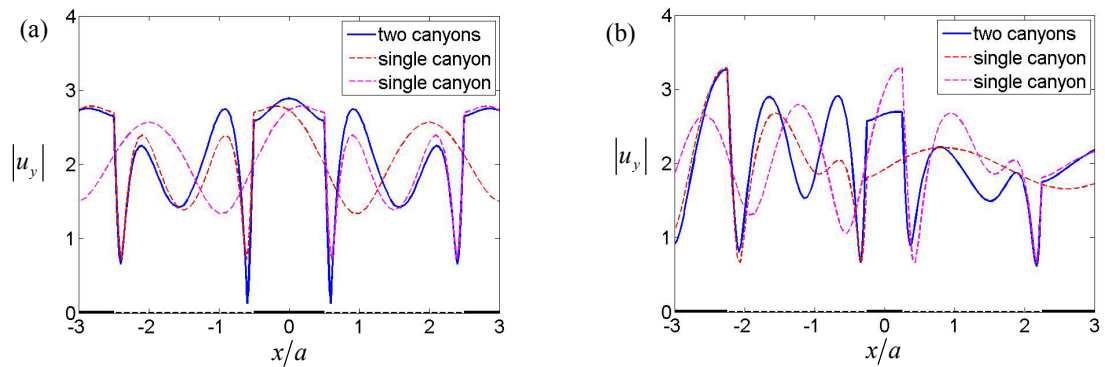 (a)
4
3
2
1
0
|u_y|
-3 -2 -1 0 1 2 3
x/a
two canyons
single canyon
single canyon
(b)
4
3
2
1
0
|u_y|
-3 -2 -1 0 1 2 3
x/a
two canyons
single canyon
single canyon